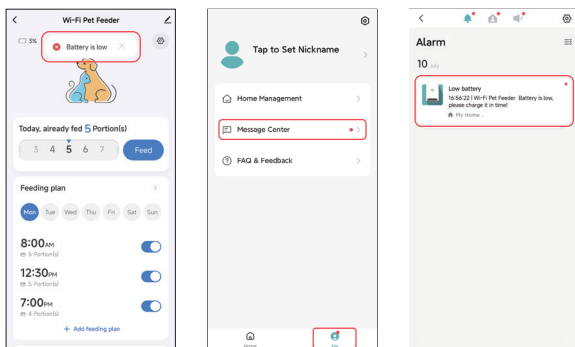 Wi-Fi Pet Feeder
3%
Battery is low
Today, already fed 5 Portion(s)
3 4 5 6 7
Feed
Feeding plan
Mon Tue Wed Thu Fri Sat Sun
8:00AM
5 Portion(s)
12:30PM
5 Portion(s)
7:00PM
4 Portion(s)
+ Add feeding plan
Tap to Set Nickname
Home Management
Message Center
FAQ & Feedback
Home
My
Alarm
10 July
Low battery
16:56:22 | Wi-Fi Pet Feeder Battery is low,
please charge it in time!
My Home..